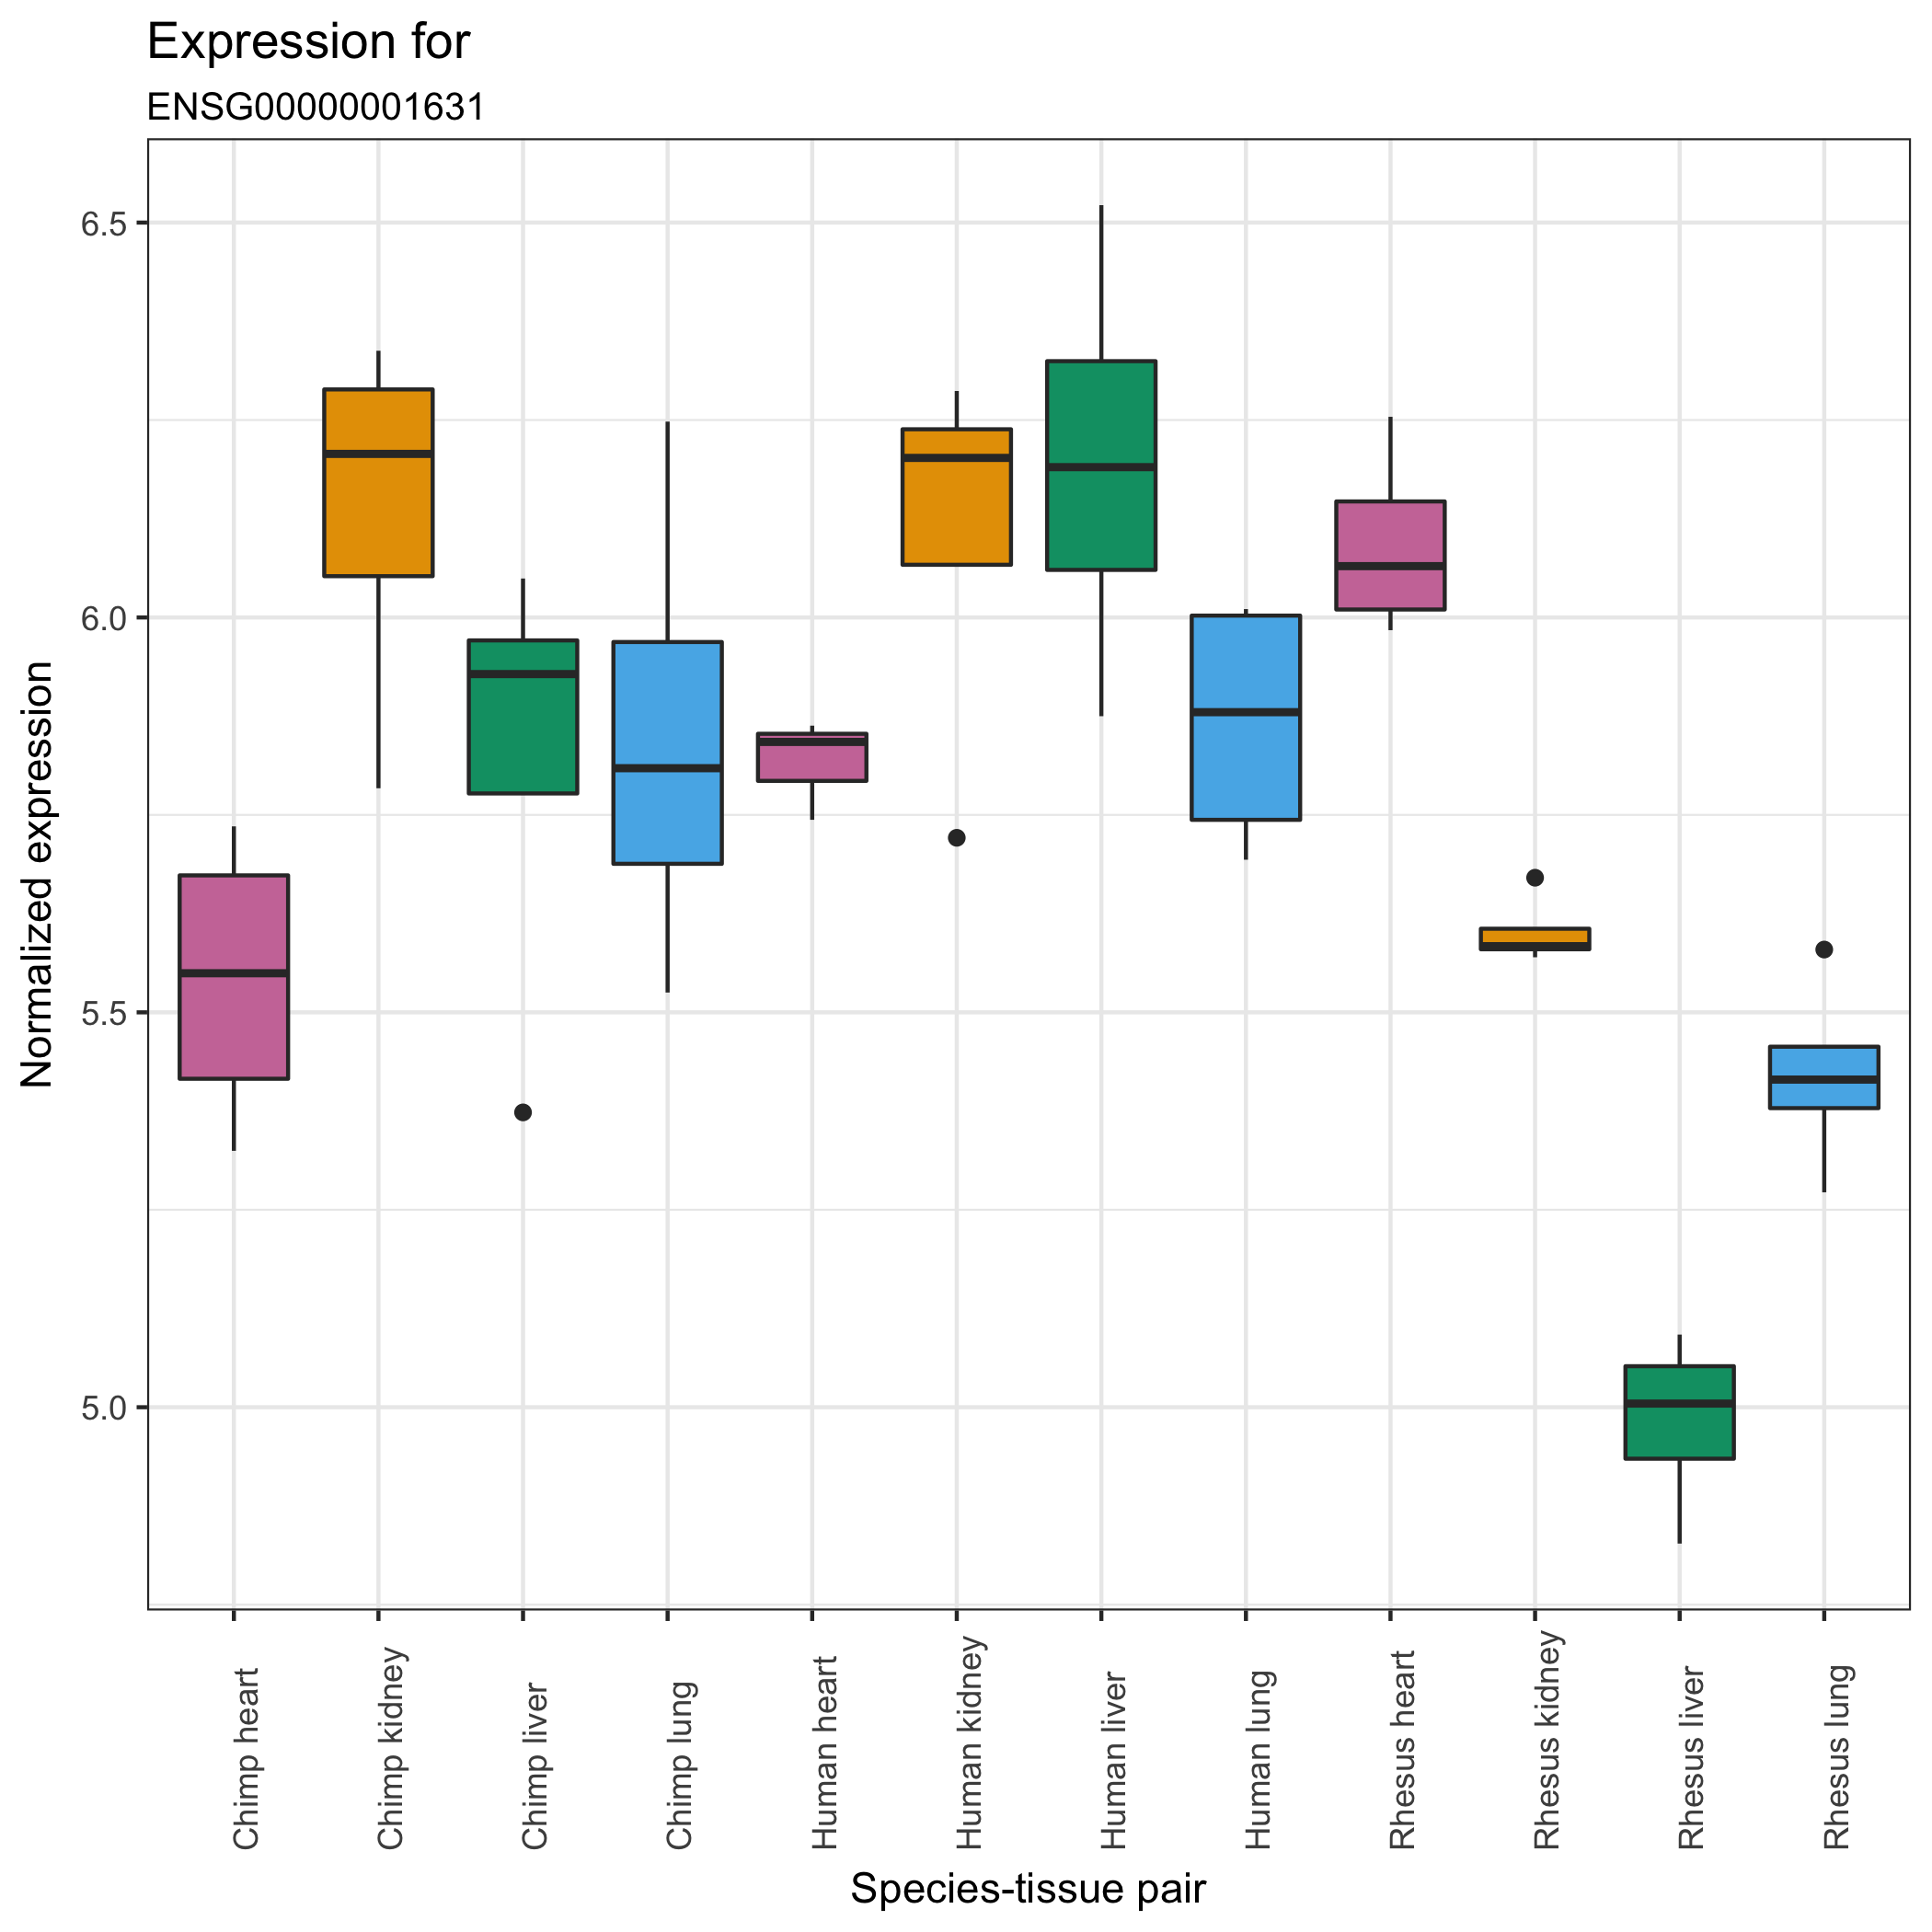 Expression for
ENSG00000001631
Normalized expression
6.5
6.0
5.5
5.0
Chimp heart
Chimp kidney
Chimp liver
Chimp lung
Human heart
Human kidney
Human liver
Human lung
Rhesus heart
Rhesus kidney
Rhesus liver
Rhesus lung
Species-tissue pair